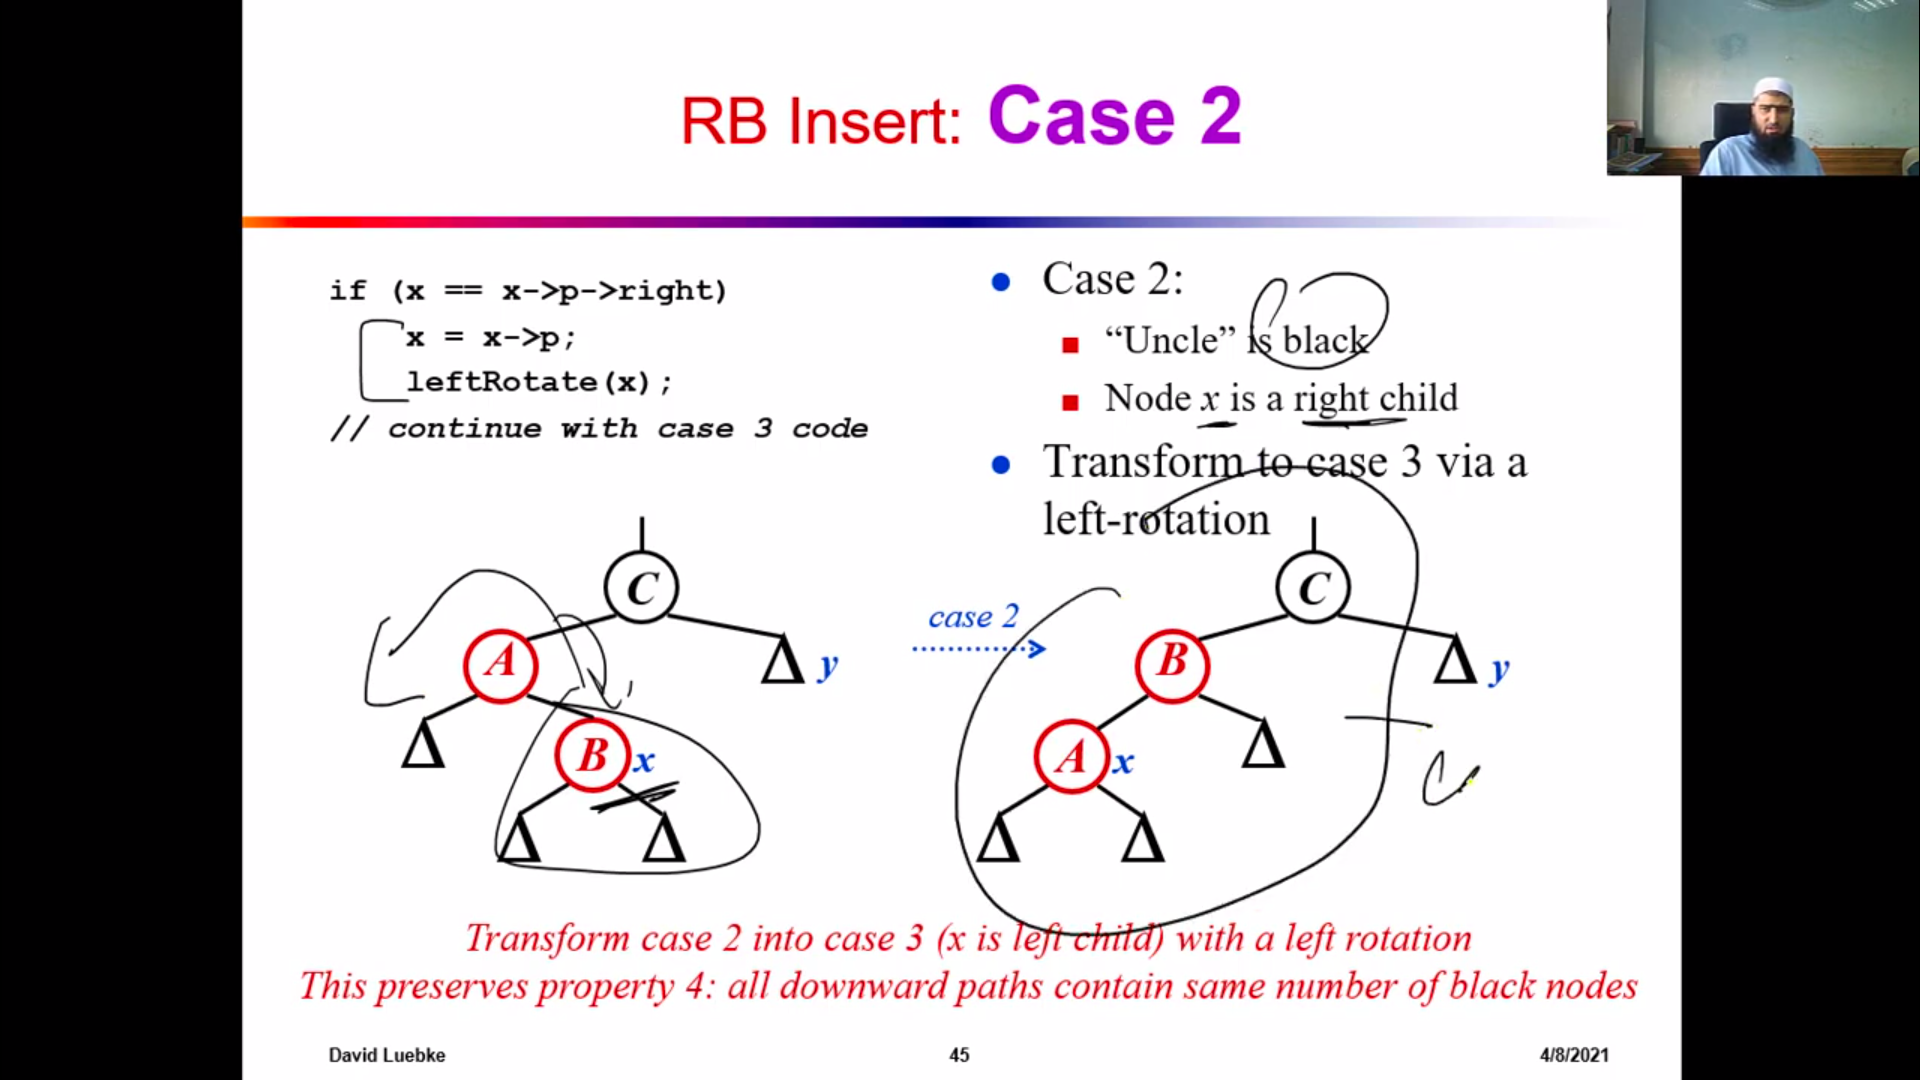 RB Insert: Case 2
if (x == x->p->right)
x = x->p;
leftRotate(x);
// continue with case 3 code
● Case 2:
■ “Uncle” is black
■ Node x is a right child
● Transform to case 3 via a
left-rotation
C
A
Δ y
Δ
B x
Δ Δ
case 2
C
B
Δ y
A x
Δ
Δ Δ
Transform case 2 into case 3 (x is left child) with a left rotation
This preserves property 4: all downward paths contain same number of black nodes
David Luebke
45
4/8/2021